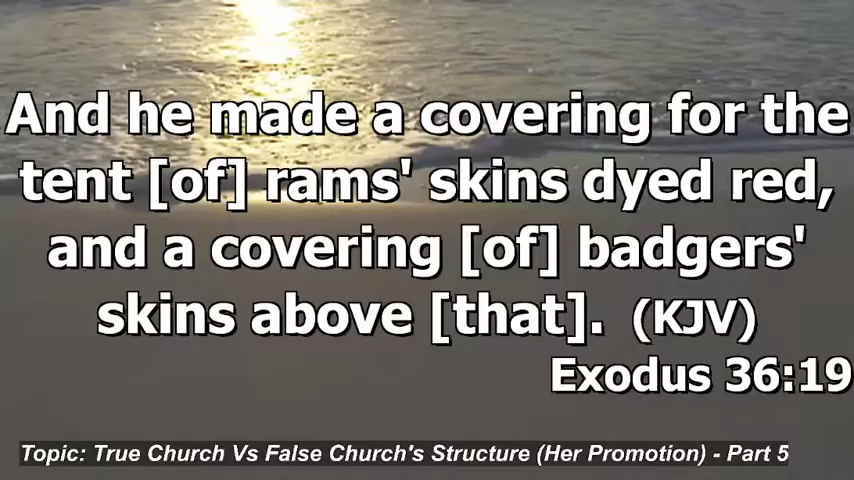 And he made a covering for the
tent [of] rams' skins dyed red,
and a covering [of] badgers'
skins above [that]. (KJV)
Exodus 36:19
Topic: True Church Vs False Church's Structure (Her Promotion) - Part 5